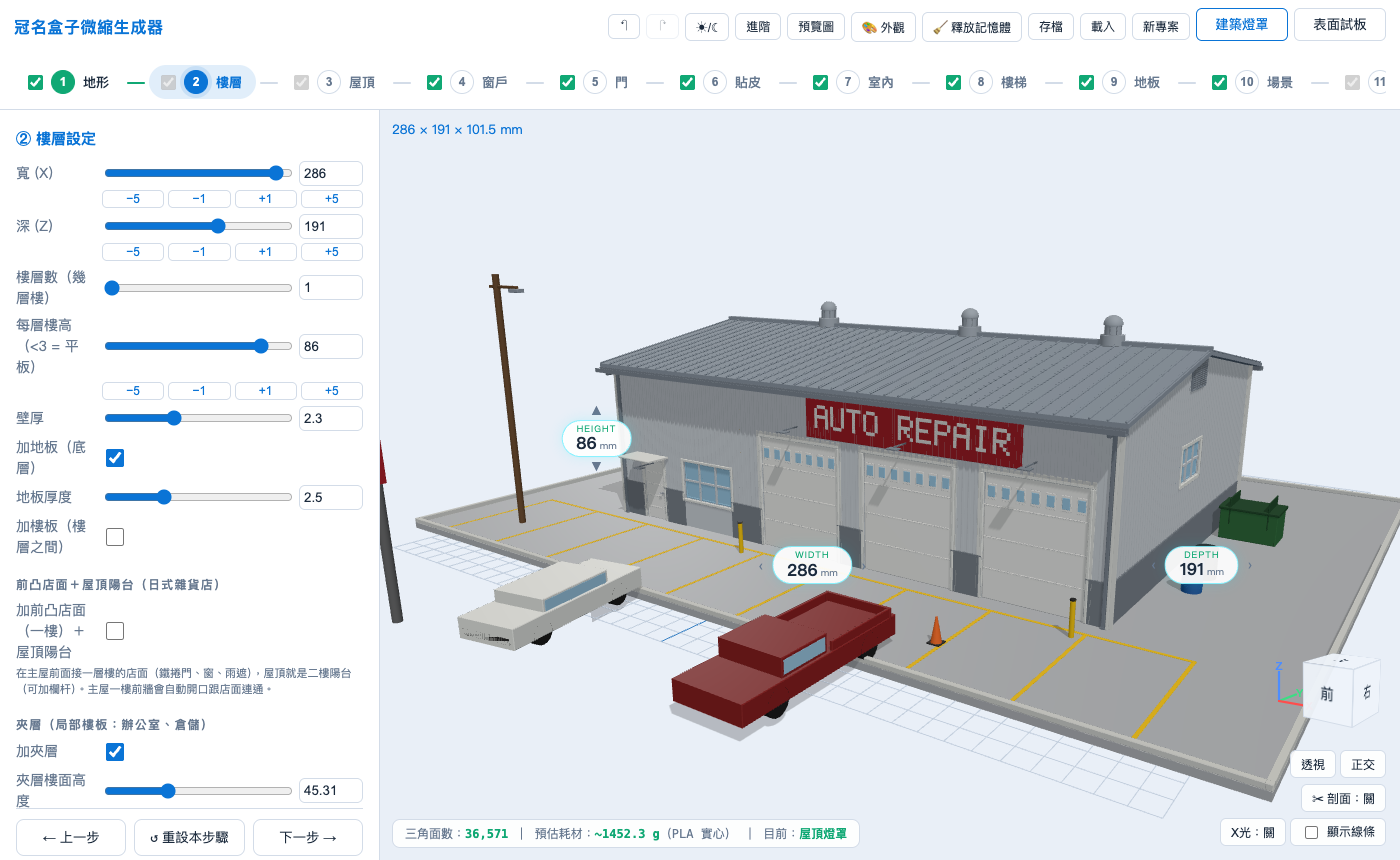 冠名盒子微縮生成器
☀/☾ 進階 預覽圖 🎨 外觀 🧹 釋放記憶體 存檔 載入 新專案 建築燈罩 表面試板
1 地形 2 樓層 3 屋頂 4 窗戶 5 門 6 貼皮 7 室內 8 樓梯 9 地板 10 場景 11
② 樓層設定
寬 (X) 286
−5 −1 +1 +5
深 (Z) 191
−5 −1 +1 +5
樓層數（幾
層樓） 1
每層樓高
（<3 = 平
板） 86
−5 −1 +1 +5
壁厚 2.3
加地板（底
層）
地板厚度 2.5
加樓板（樓
層之間）
前凸店面＋屋頂陽台（日式雜貨店）
加前凸店面
（一樓）＋
屋頂陽台
在主屋前面接一層樓的店面（鐵捲門、窗、雨遮），屋頂就是二樓陽台
（可加欄杆）。主屋一樓前牆會自動開口跟店面連通。
夾層（局部樓板：辦公室、倉儲）
加夾層
夾層樓面高
度 45.31
← 上一步 ↺ 重設本步驟 下一步 →
286 × 191 × 101.5 mm
AUTO REPAIR
HEIGHT
86 mm
WIDTH
286 mm
DEPTH
191 mm
Z
前 右
透視 正交
✂ 剖面：關
X光：關 顯示線條
三角面數：36,571 | 預估耗材：~1452.3 g (PLA 實心) | 目前：屋頂燈罩